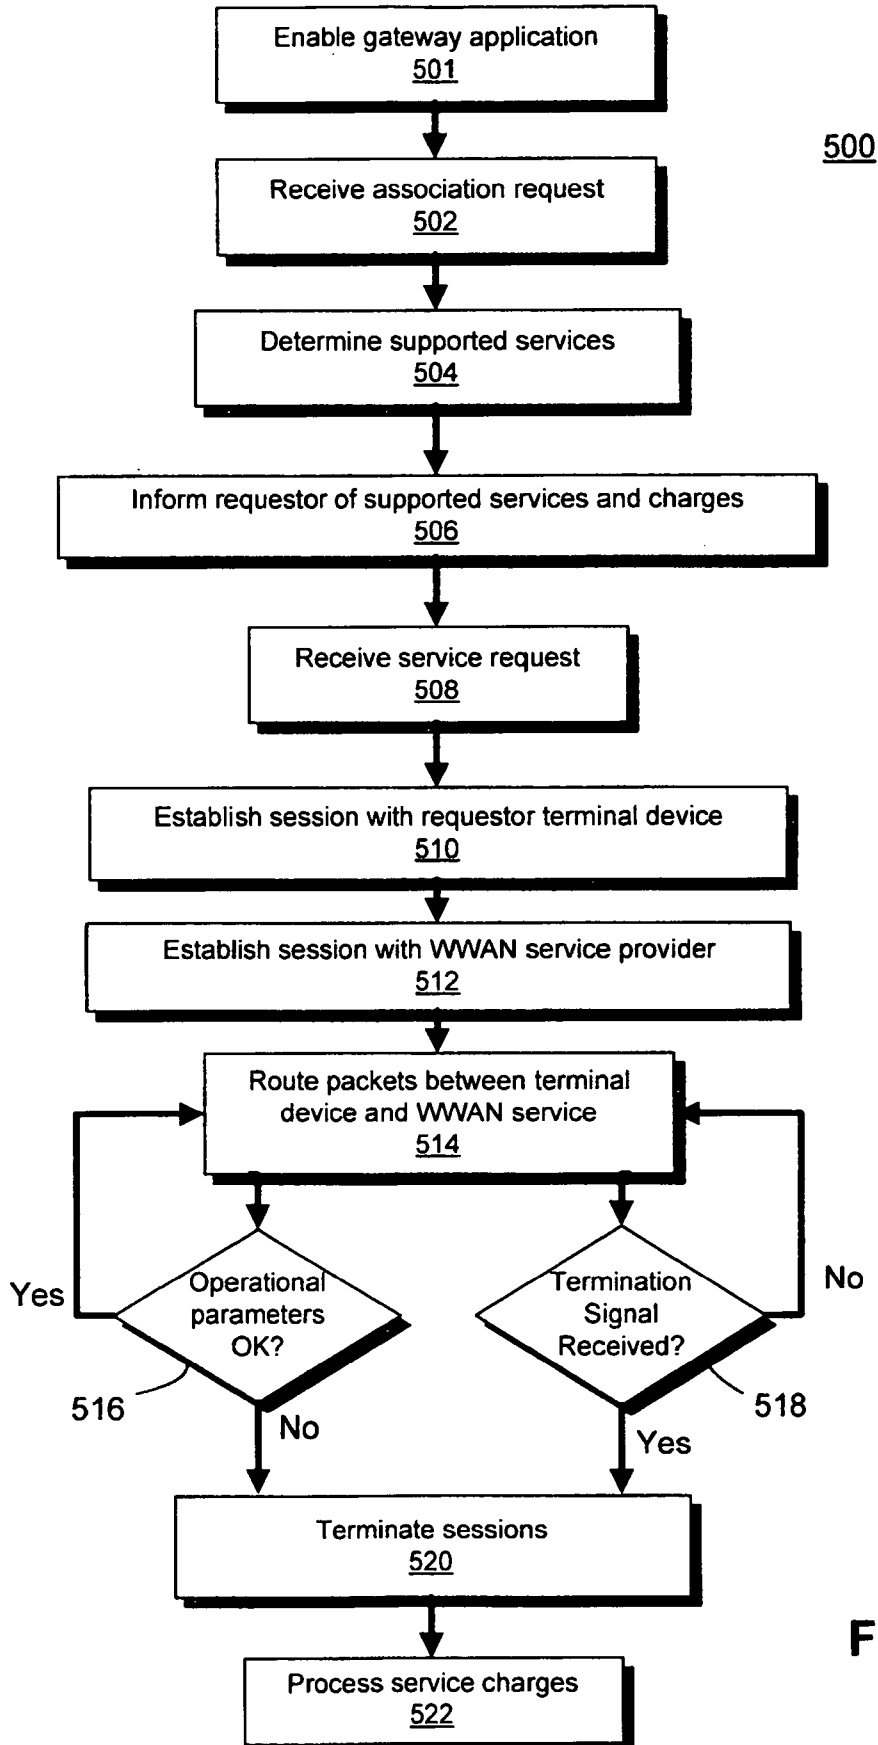 Enable gateway application
501
500
Receive association request
502
Determine supported services
504
Inform requestor of supported services and charges
506
Receive service request
508
Establish session with requestor terminal device
510
Establish session with WWAN service provider
512
Route packets between terminal
device and WWAN service
514
Yes
Operational
parameters
OK?
516
No
Termination
Signal
Received?
No
518
Yes
Terminate sessions
520
F
Process service charges
522